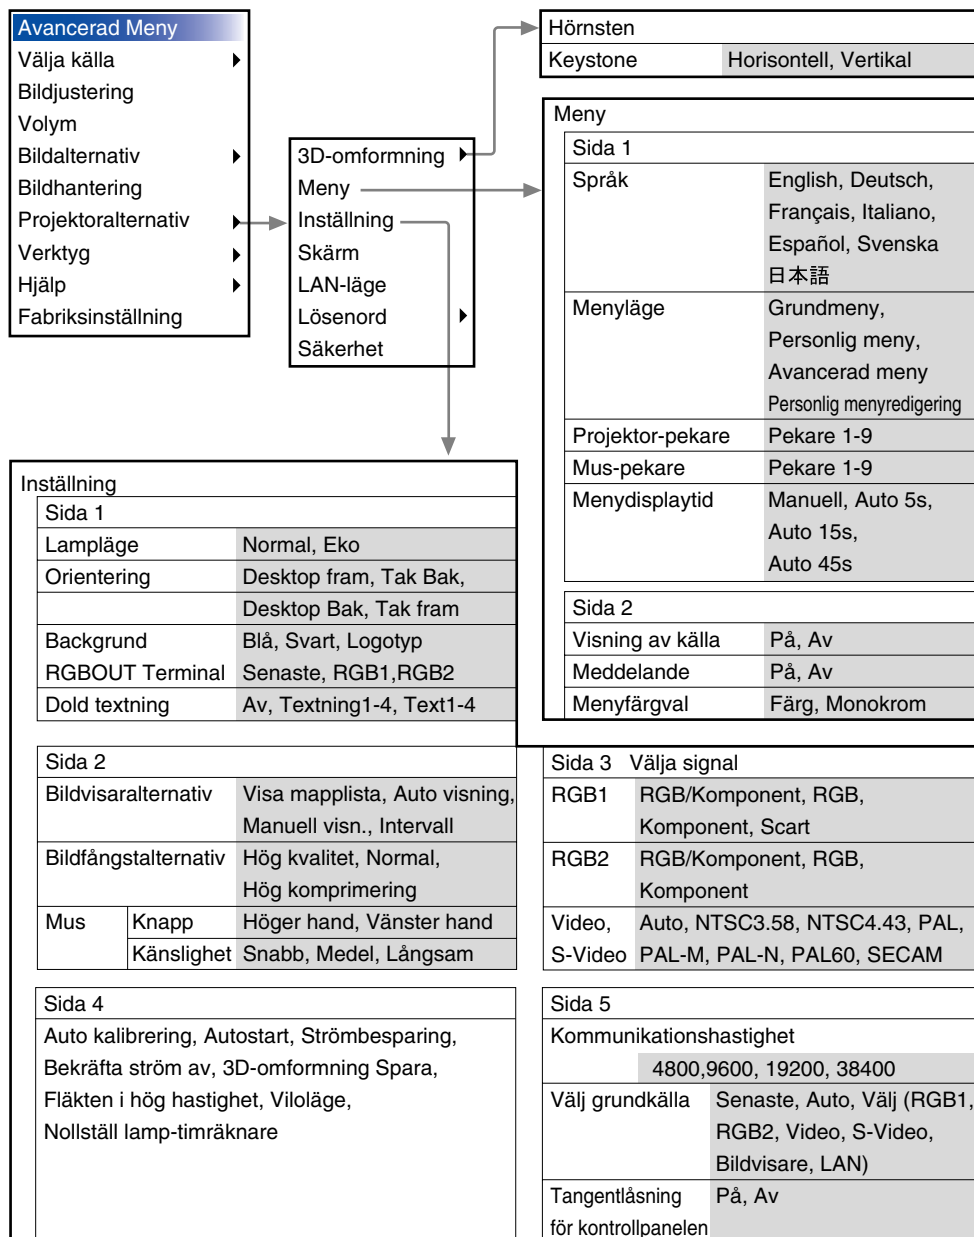 Avancerad Meny
Välja källa
Bildjustering
Volym
Bildalternativ
Bildhantering
Projektoralternativ
Verktyg
Hjälp
Fabriksinställning
3D-omformning
Meny
Inställning
Skärm
LAN-läge
Lösenord
Säkerhet
Hörnsten
Keystone Horisontell, Vertikal
Meny
Sida 1
Språk English, Deutsch,
Français, Italiano,
Español, Svenska
日本語
Menyläge Grundmeny,
Personlig meny,
Avancerad meny
Personlig menyredigering
Projektor-pekare Pekare 1-9
Mus-pekare Pekare 1-9
Menydisplaytid Manuell, Auto 5s,
Auto 15s,
Auto 45s
Sida 2
Visning av källa På, Av
Meddelande På, Av
Menyfärgval Färg, Monokrom
Inställning
Sida 1
Lampläge Normal, Eko
Orientering Desktop fram, Tak Bak,
Desktop Bak, Tak fram
Backgrund Blå, Svart, Logotyp
RGBOUT Terminal Senaste, RGB1,RGB2
Dold textning Av, Textning1-4, Text1-4
Sida 2
Bildvisaralternativ Visa mapplista, Auto visning,
Manuell visn., Intervall
Bildfångstalternativ Hög kvalitet, Normal,
Hög komprimering
Mus Knapp Höger hand, Vänster hand
Känslighet Snabb, Medel, Långsam
Sida 3 Välja signal
RGB1 RGB/Komponent, RGB,
Komponent, Scart
RGB2 RGB/Komponent, RGB,
Komponent
Video, Auto, NTSC3.58, NTSC4.43, PAL,
S-Video PAL-M, PAL-N, PAL60, SECAM
Sida 4
Auto kalibrering, Autostart, Strömbesparing,
Bekräfta ström av, 3D-omformning Spara,
Fläkten i hög hastighet, Viloläge,
Nollställ lamp-timräknare
Sida 5
Kommunikationshastighet
4800,9600, 19200, 38400
Välj grundkälla Senaste, Auto, Välj (RGB1,
RGB2, Video, S-Video,
Bildvisare, LAN)
Tangentlåsning På, Av
för kontrollpanelen